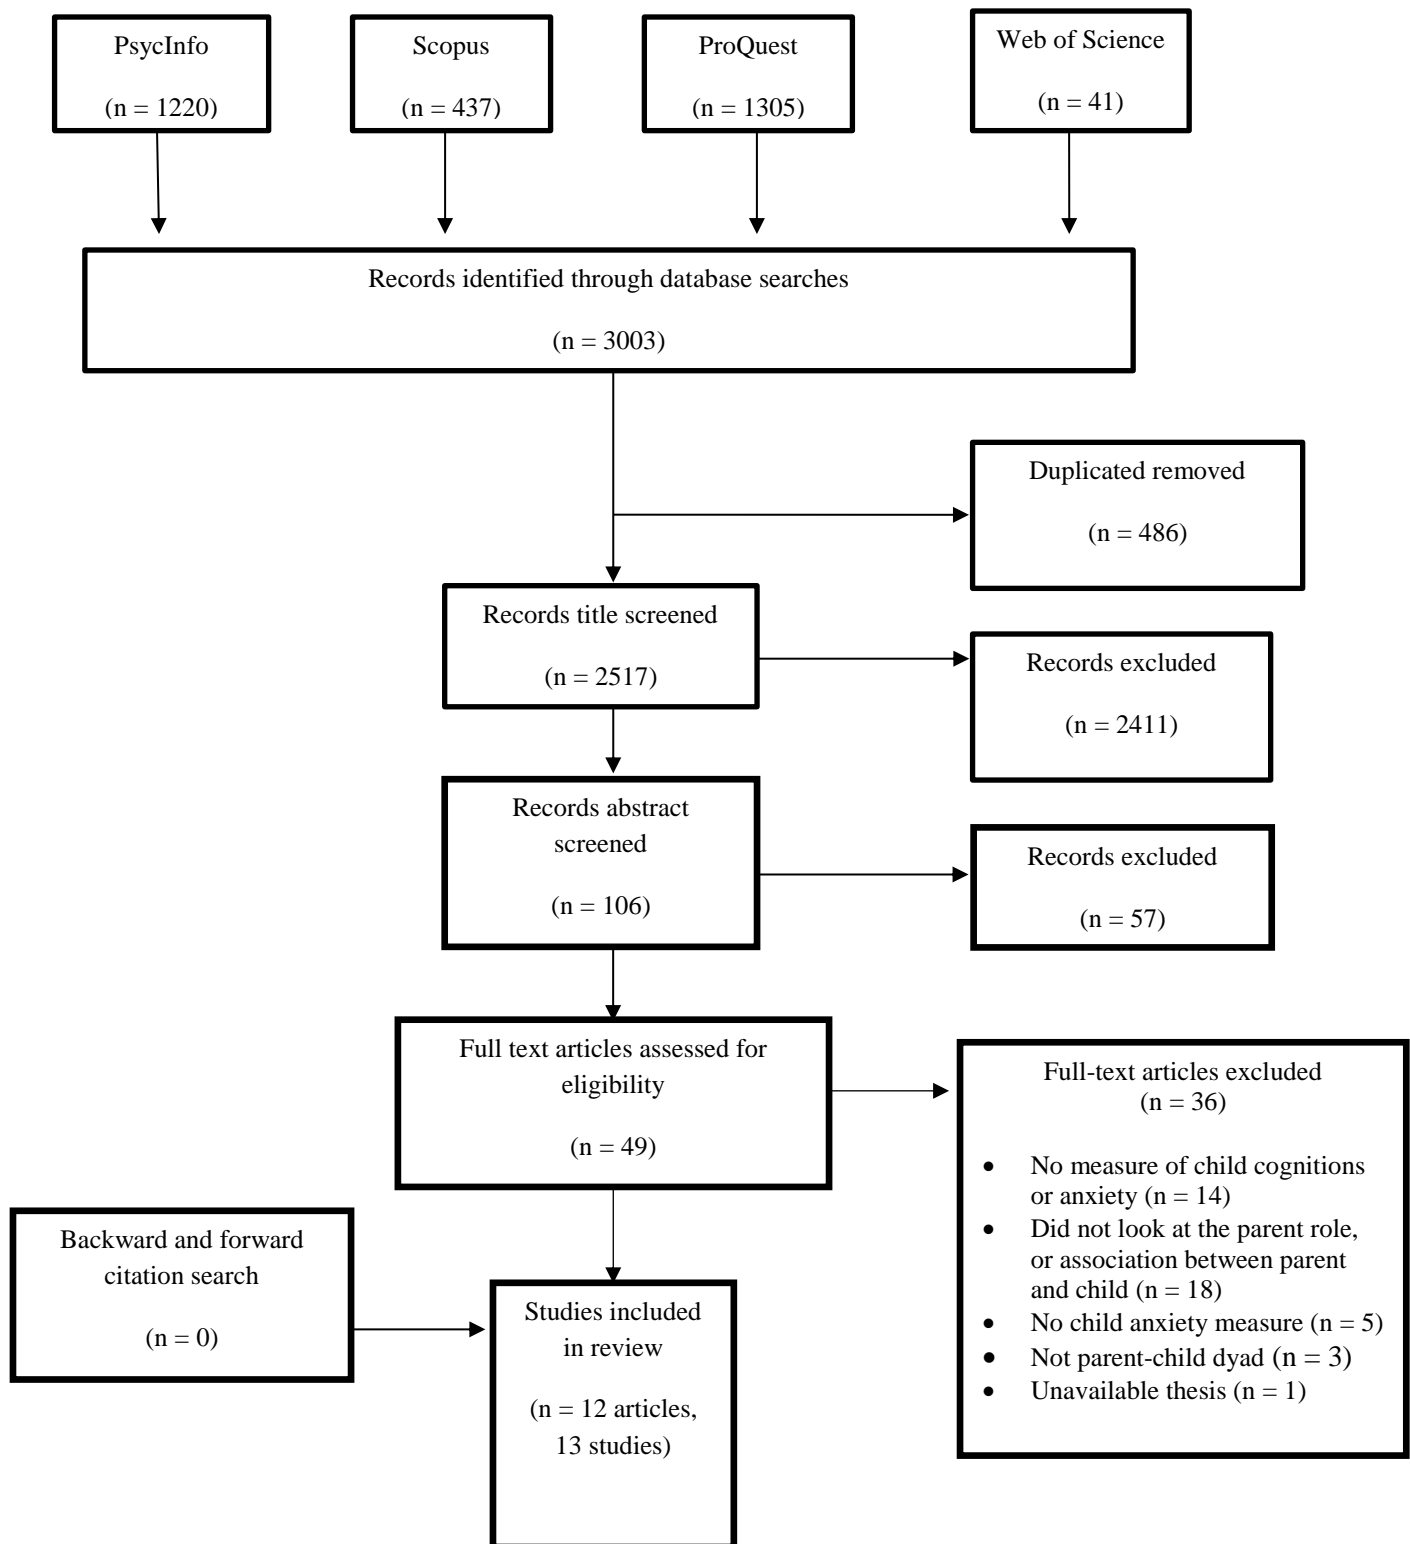 PsycInfo
(n = 1220)
Scopus
(n = 437)
ProQuest
(n = 1305)
Web of Science
(n = 41)
Records identified through database searches
(n = 3003)
Duplicated removed
(n = 486)
Records title screened
(n = 2517)
Records excluded
(n = 2411)
Records abstract
screened
(n = 106)
Records excluded
(n = 57)
Full text articles assessed for
eligibility
(n = 49)
Full-text articles excluded
(n = 36)
• No measure of child cognitions
or anxiety (n = 14)
• Did not look at the parent role,
or association between parent
and child (n = 18)
• No child anxiety measure (n = 5)
• Not parent-child dyad (n = 3)
• Unavailable thesis (n = 1)
Backward and forward
citation search
(n = 0)
Studies included
in review
(n = 12 articles,
13 studies)